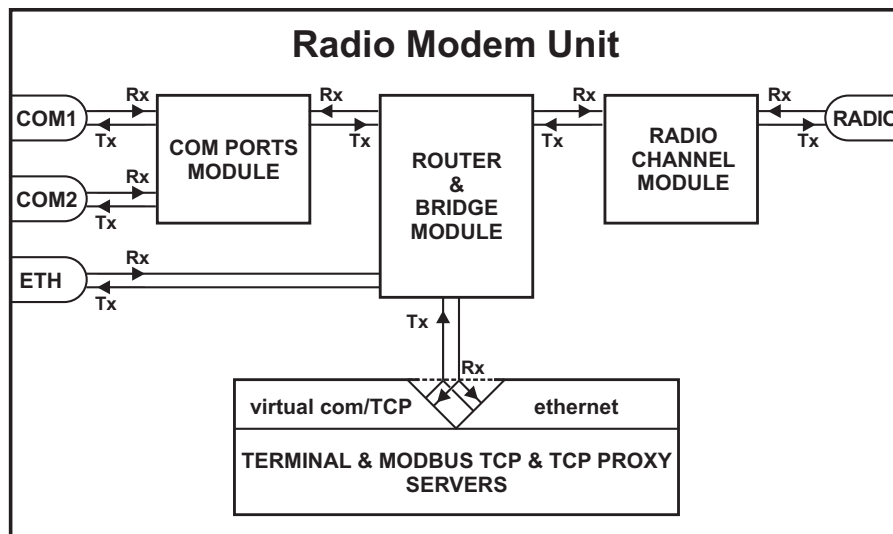 Radio Modem Unit
COM1
Rx
Tx
COM PORTS
MODULE
Rx
Tx
ROUTER
&
BRIDGE
MODULE
Rx
Tx
RADIO
CHANNEL
MODULE
Rx
Tx
RADIO
COM2
Rx
Tx
ETH
Rx
Tx
Tx
Rx
virtual com/TCP
ethernet
TERMINAL & MODBUS TCP & TCP PROXY
SERVERS